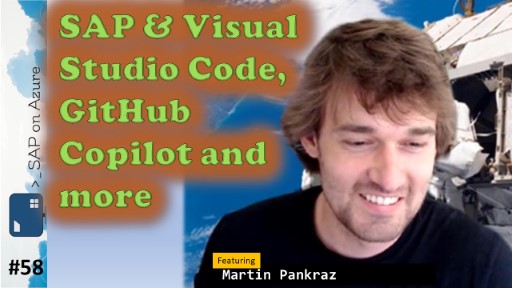 SAP & Visual
Studio Code,
GitHub
Copilot and
more
>_SAP on Azure
#58
Featuring
Martin Pankraz